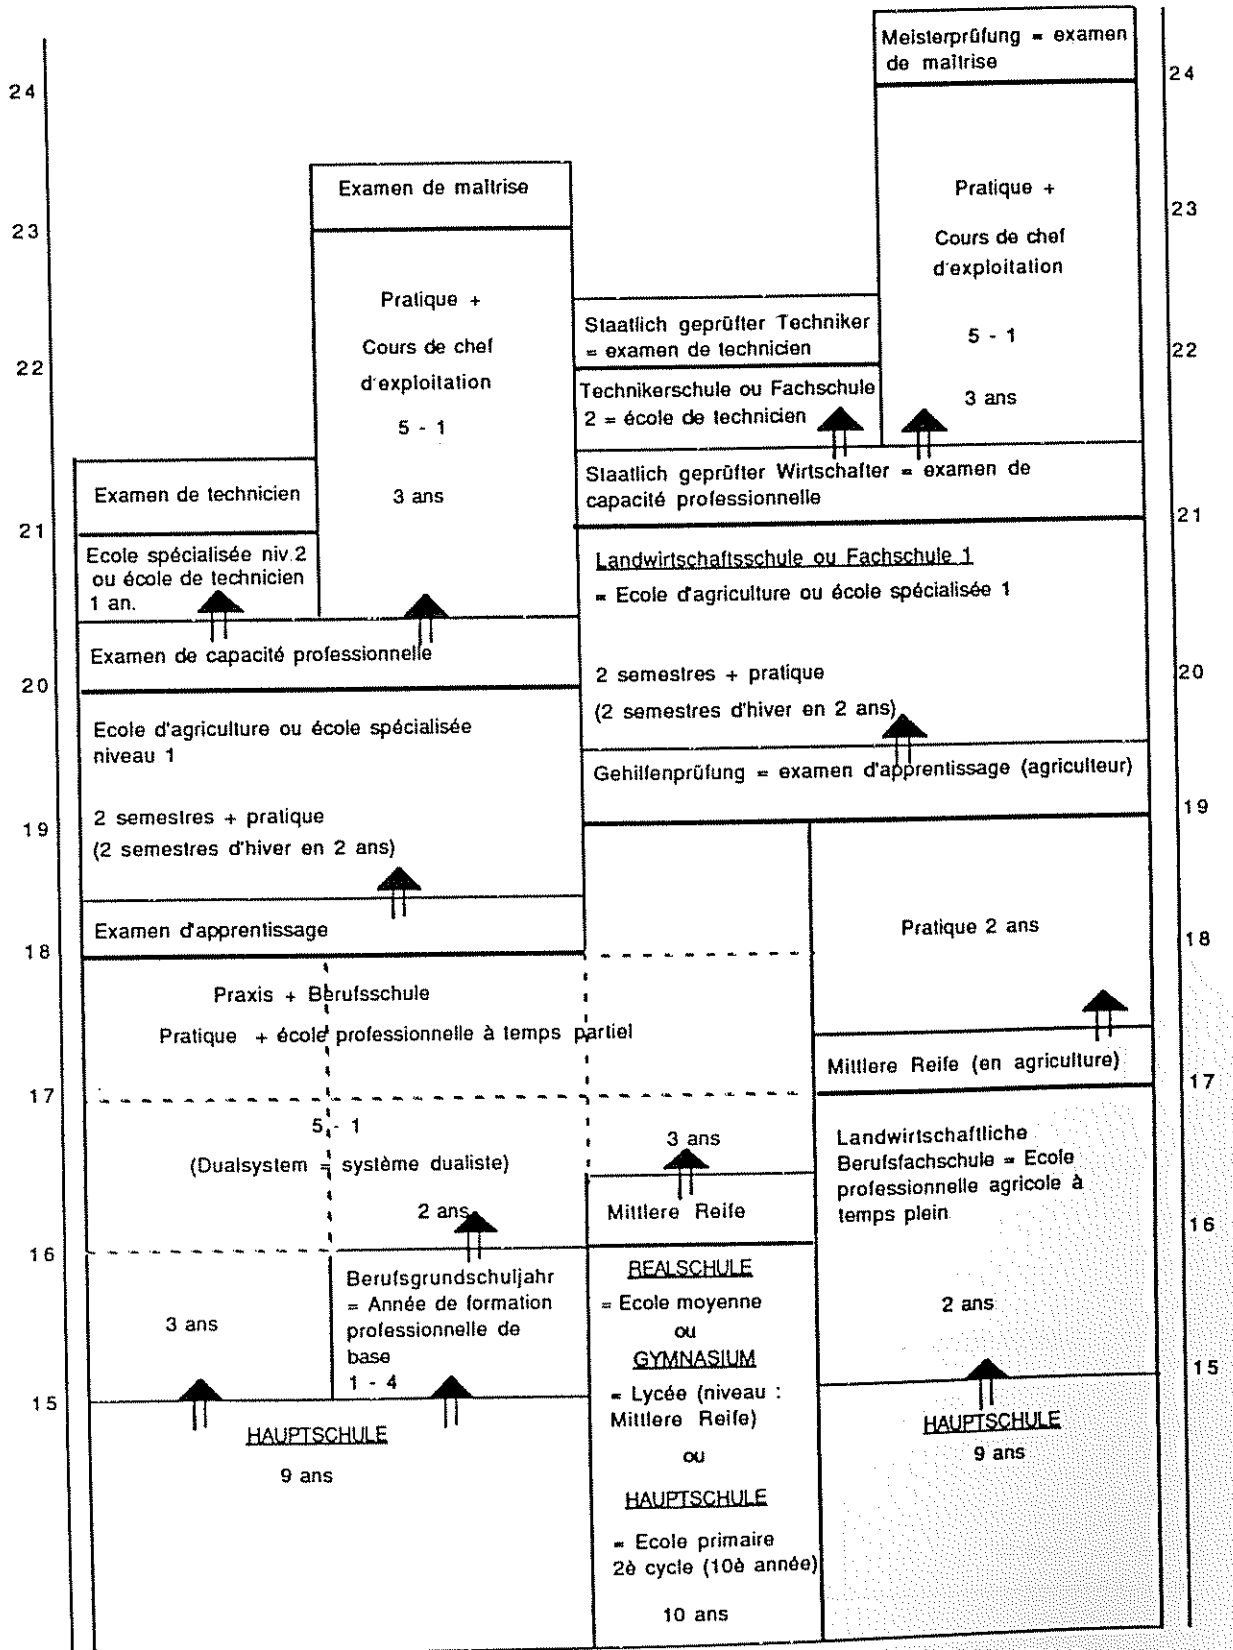 Meisterprüfung = examen
de maîtrise
24
24
Examen de maîtrise
Pratique +
Cours de chef
d'exploitation
5 - 1
3 ans
23
23
Pratique +
Cours de chef
d'exploitation
5 - 1
3 ans
Staatlich geprüfter Techniker
= examen de technicien
22
22
Technikerschule ou Fachschule
2 = école de technicien
Examen de technicien
Staatlich geprüfter Wirtschafter = examen de
capacité professionnelle
21
21
Ecole spécialisée niv.2
ou école de technicien
1 an.
Landwirtschaftsschule ou Fachschule 1
= Ecole d'agriculture ou école spécialisée 1
Examen de capacité professionnelle
2 semestres + pratique
(2 semestres d'hiver en 2 ans)
20
20
Ecole d'agriculture ou école spécialisée
niveau 1
2 semestres + pratique
(2 semestres d'hiver en 2 ans)
Gehilfenprüfung = examen d'apprentissage (agriculteur)
19
19
Examen d'apprentissage
Pratique 2 ans
18
18
Praxis + Berufsschule
Pratique + école professionnelle à temps partiel
Mittlere Reife (en agriculture)
17
17
5 - 1
(Dualsystem = système dualiste)
2 ans
3 ans
Mittlere Reife
Landwirtschaftliche
Berufsfachschule = Ecole
professionnelle agricole à
temps plein
2 ans
16
16
3 ans
Berufsgrundschuljahr
= Année de formation
professionnelle de
base
1 - 4
REALSCHULE
= Ecole moyenne
ou
GYMNASIUM
= Lycée (niveau :
Mittlere Reife)
ou
HAUPTSCHULE
= Ecole primaire
2è cycle (10è année)
10 ans
15
15
HAUPTSCHULE
9 ans
HAUPTSCHULE
9 ans